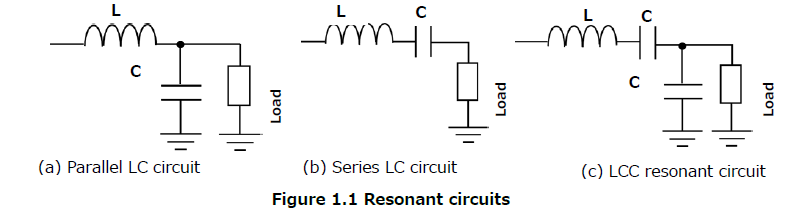 L
C
Load
(a) Parallel LC circuit
L
C
Load
(b) Series LC circuit
L
C
C
Load
(c) LCC resonant circuit
Figure 1.1 Resonant circuits